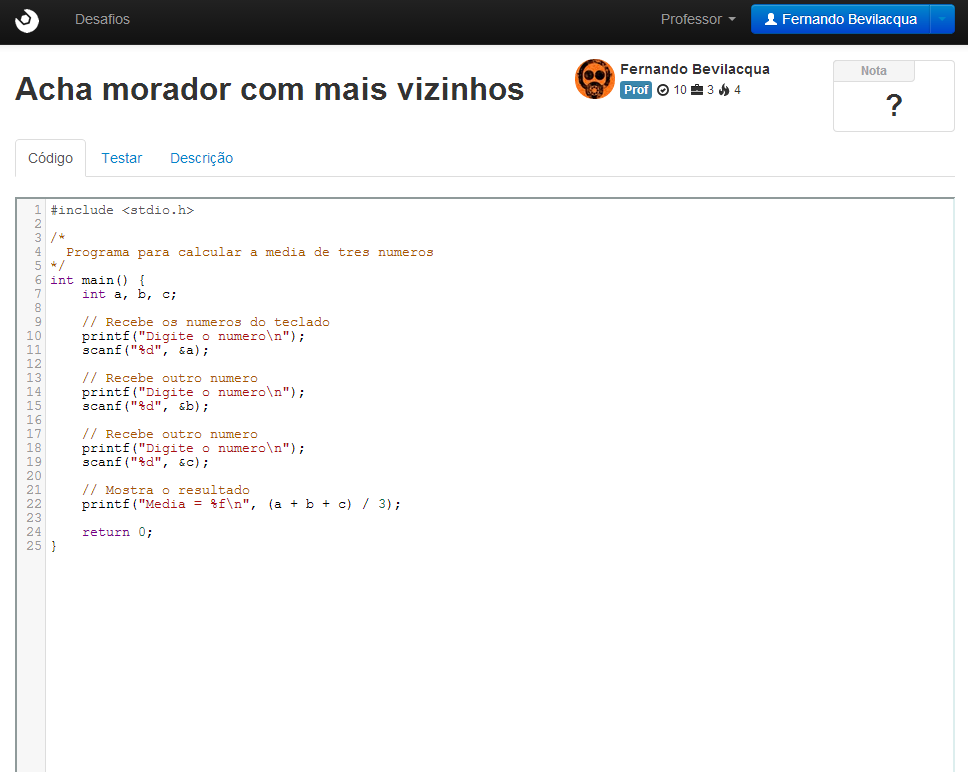 Desafios
Professor
Fernando Bevilacqua
Acha morador com mais vizinhos
Fernando Bevilacqua
Prof 10 3 4
Nota
?
Código
Testar
Descrição
1 #include <stdio.h>
2
3 /*
4   Programa para calcular a media de tres numeros
5 */
6 int main() {
7     int a, b, c;
8
9     // Recebe os numeros do teclado
10     printf("Digite o numero\n");
11     scanf("%d", &a);
12
13     // Recebe outro numero
14     printf("Digite o numero\n");
15     scanf("%d", &b);
16
17     // Recebe outro numero
18     printf("Digite o numero\n");
19     scanf("%d", &c);
20
21     // Mostra o resultado
22     printf("Media = %f\n", (a + b + c) / 3);
23
24     return 0;
25 }